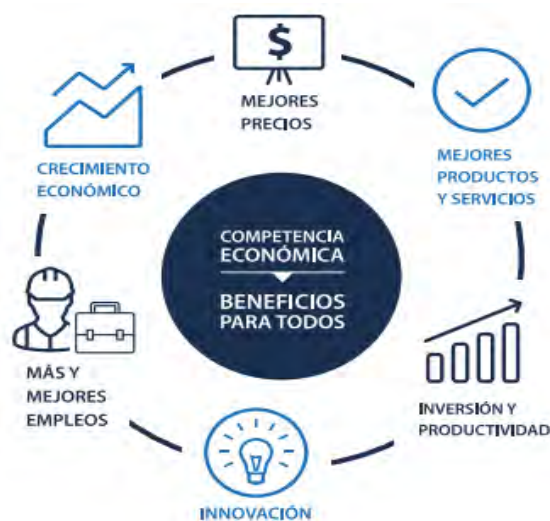 $
MEJORES
PRECIOS
MEJORES
PRODUCTOS
Y SERVICIOS
INVERSIÓN Y
PRODUCTIVIDAD
INNOVACIÓN
MÁS Y
MEJORES
EMPLEOS
CRECIMIENTO
ECONÓMICO
COMPETENCIA
ECONÓMICA
BENEFICIOS
PARA TODOS